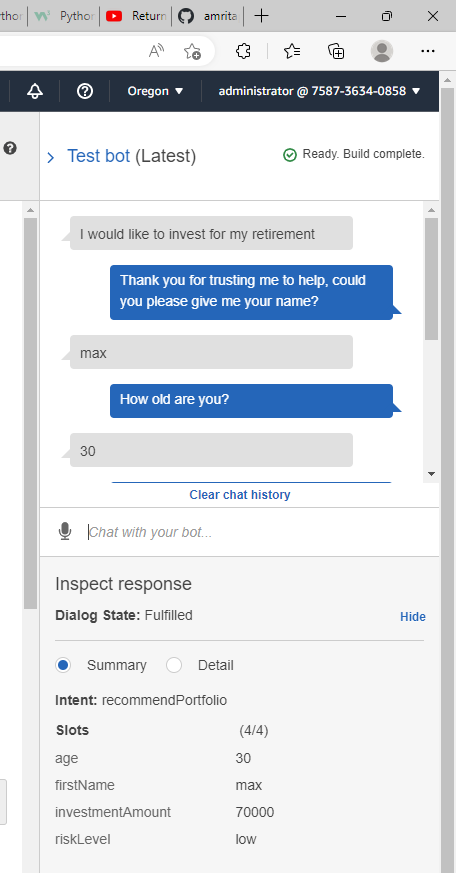 Python
Return
amrita
Oregon ▼
administrator @ 7587-3634-0858 ▼
Test bot (Latest)
Ready. Build complete.
I would like to invest for my retirement
Thank you for trusting me to help, could
you please give me your name?
max
How old are you?
30
Clear chat history
Chat with your bot...
Inspect response
Dialog State: Fulfilled
Hide
Summary
Detail
Intent: recommendPortfolio
Slots (4/4)
age 30
firstName max
investmentAmount 70000
riskLevel low